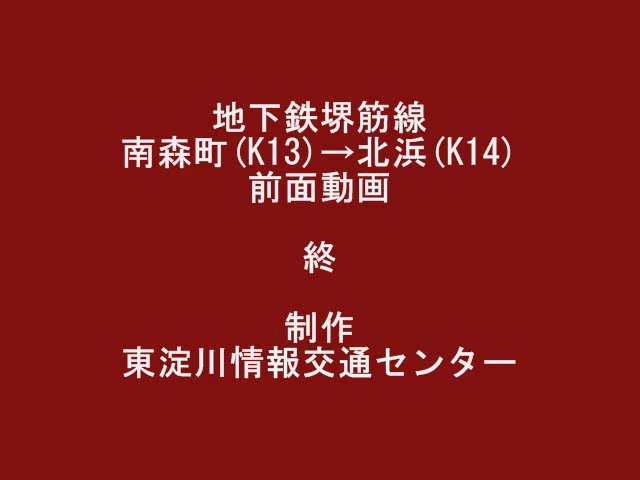 地下鉄堺筋線
南森町(K13)→北浜(K14)
前面動画
終
制作
東淀川情報交通センター